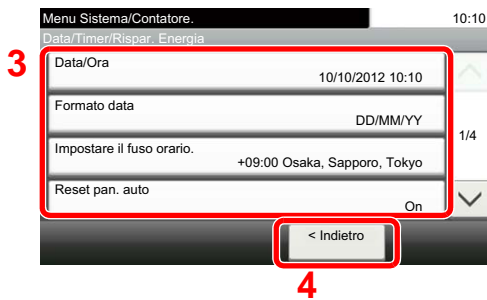 Menu Sistema/Contatore.
10:10
Data/Timer/Rispar. Energia
3
Data/Ora
10/10/2012 10:10
Formato data
DD/MM/YY
1/4
Impostare il fuso orario.
+09:00 Osaka, Sapporo, Tokyo
Reset pan. auto
On
< Indietro
4